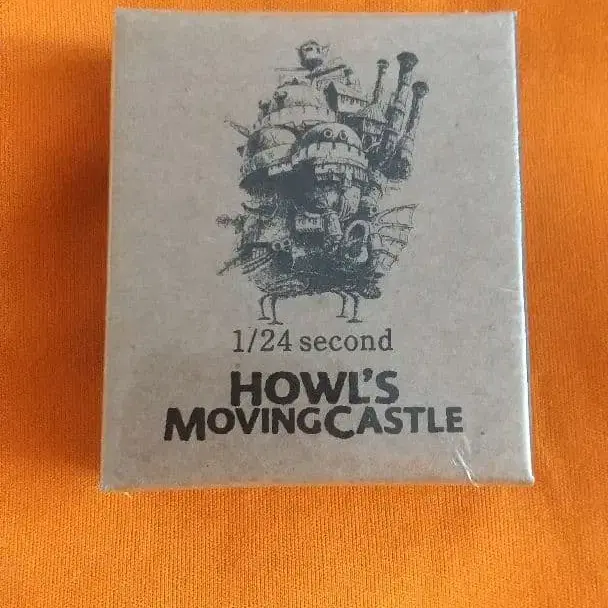 1/24 second
HOWL'S
MOVINGCASTLE